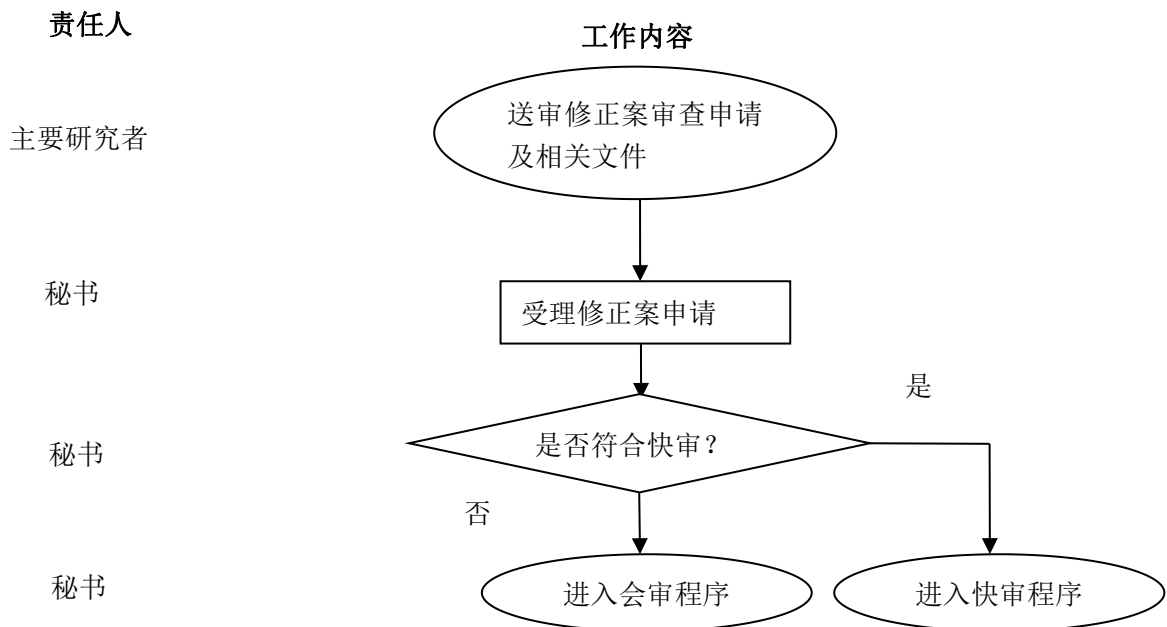 责任人
工作内容
主要研究者
送审修正案审查申请
及相关文件
秘书
受理修正案申请
是
秘书
是否符合快审?
否
秘书
进入会审程序
进入快审程序